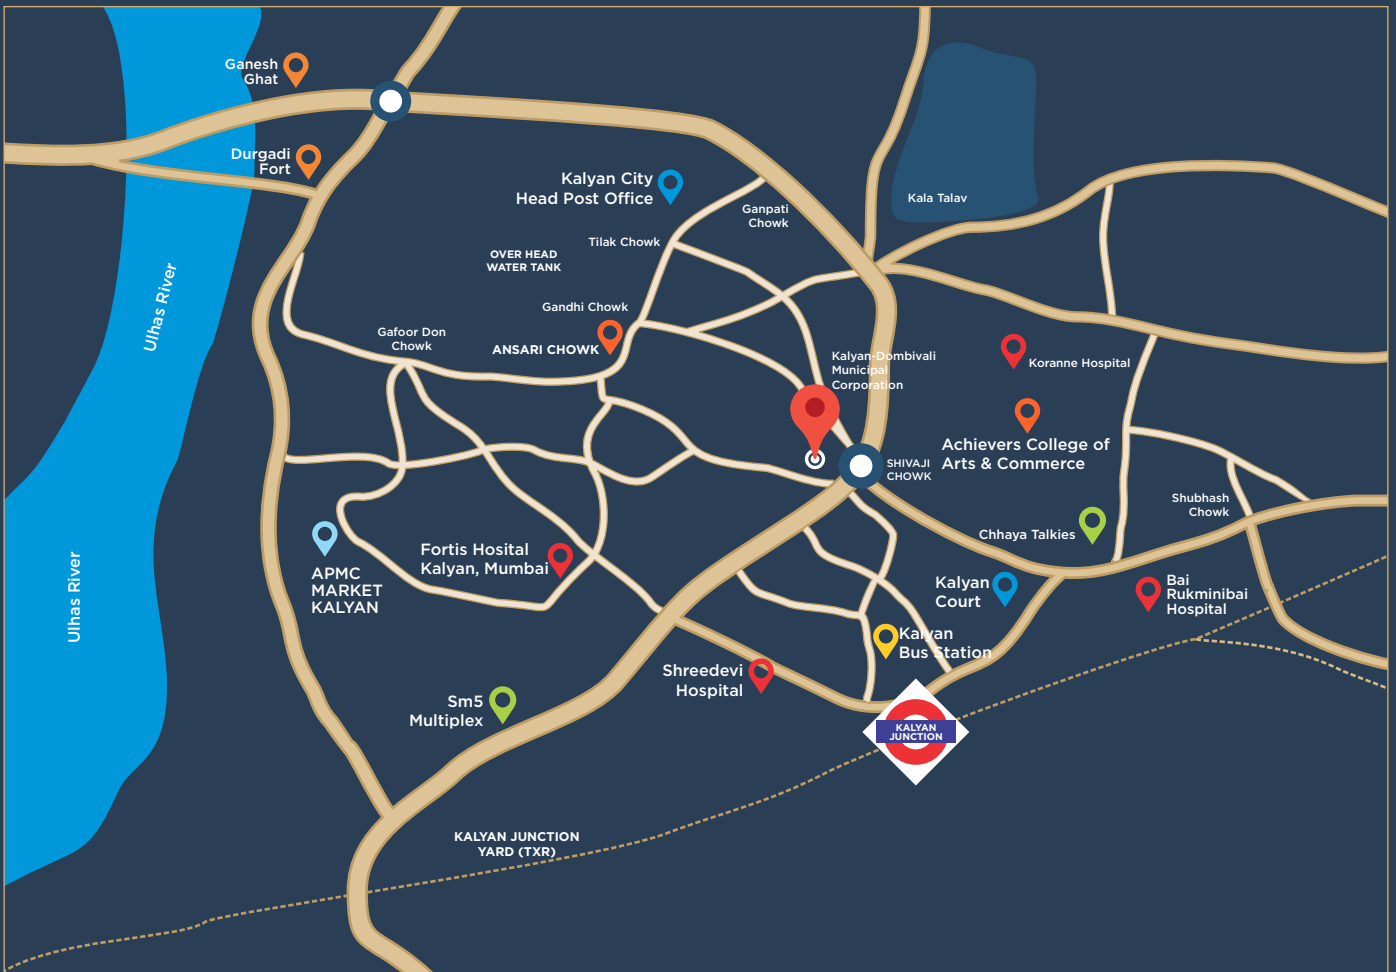 Ganesh
Ghat
Durgadi
Fort
Kalyan City
Head Post Office
Ganpati
Chowk
Kala Talav
Tilak Chowk
OVER HEAD
WATER TANK
Ulhas River
Gandhi Chowk
Gafoor Don
Chowk
ANSARI CHOWK
Kalyan-Dombivali
Municipal
Corporation
Koranne Hospital
Achievers College of
Arts & Commerce
SHIVAJI
CHOWK
Shubhash
Chowk
Chhaya Talkies
Fortis Hosital
Kalyan, Mumbai
APMC
MARKET
KALYAN
Ulhas River
Kalyan
Court
Bai
Rukminibai
Hospital
Kalyan
Bus Station
Shreedevi
Hospital
Sm5
Multiplex
KALYAN
JUNCTION
KALYAN JUNCTION
YARD (TXR)